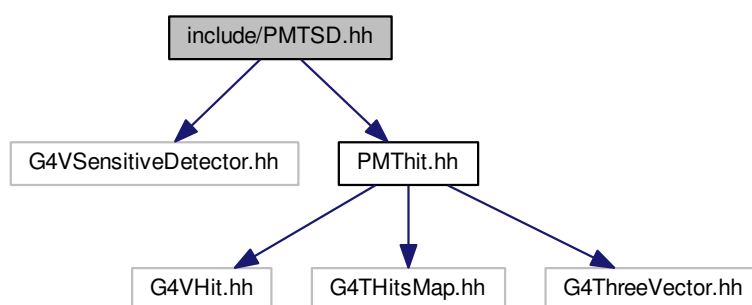 include/PMTSD.hh
G4VSensitiveDetector.hh
PMThit.hh
G4VHit.hh
G4THitsMap.hh
G4ThreeVector.hh